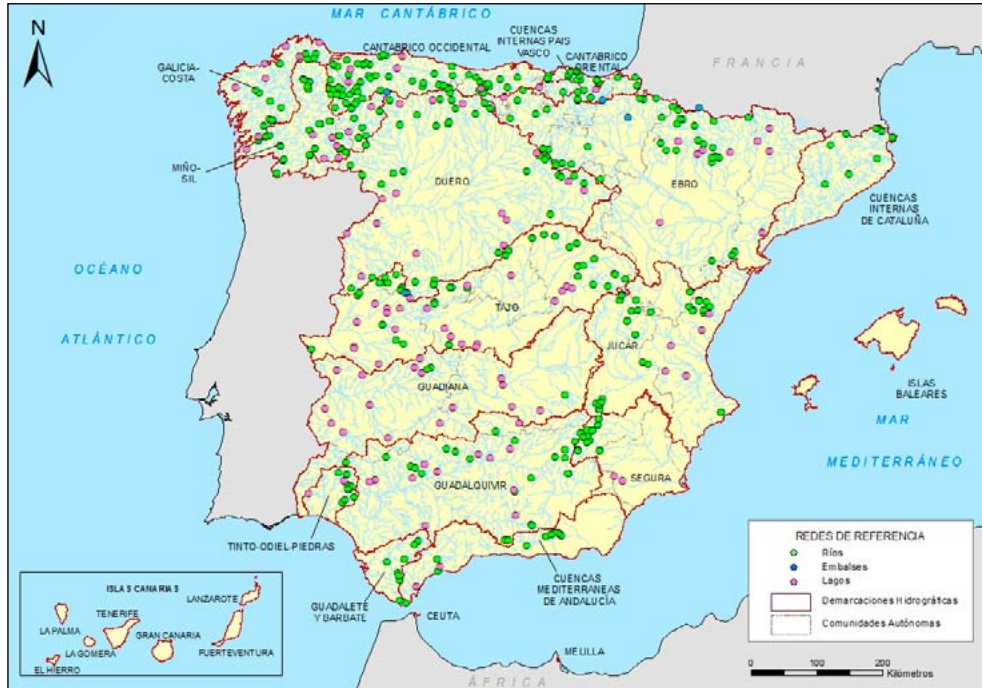 MAR CANTÁBRICO
N
CANTABRICO OCCIDENTAL
CUENCAS
INTERNAS PAIS
VASCO
CANTABRICO
ORIENTAL
GALICIA-
COSTA
FRANCIA
MIÑO-
SIL
DUERO
EBRO
CUENCAS
INTERNAS
DE CATALUÑA
OCÉANO
ATLÁNTICO
TAJO
JUCAR
ISLAS
BALEARES
GUADIANA
MAR
MEDITERRÁNEO
SEGURA
GUADALQUIVIR
TINTO-ODIEL-PIEDRAS
CUENCAS
MEDITERRANEAS
DE ANDALUCÍA
GUADALETE
Y BARBATE
CEUTA
MELILLA
ÁFRICA
ISLAS CANARIAS
LANZAROTE
LA PALMA
TENERIFE
GRAN CANARIA
LA GOMERA
EL HIERRO
FUERTEVENTURA
REDES DE REFERENCIA
Ríos
Embalses
Lagos
Demarcaciones Hidrográficas
Comunidades Autónomas
0 50 100 200
Kilómetros